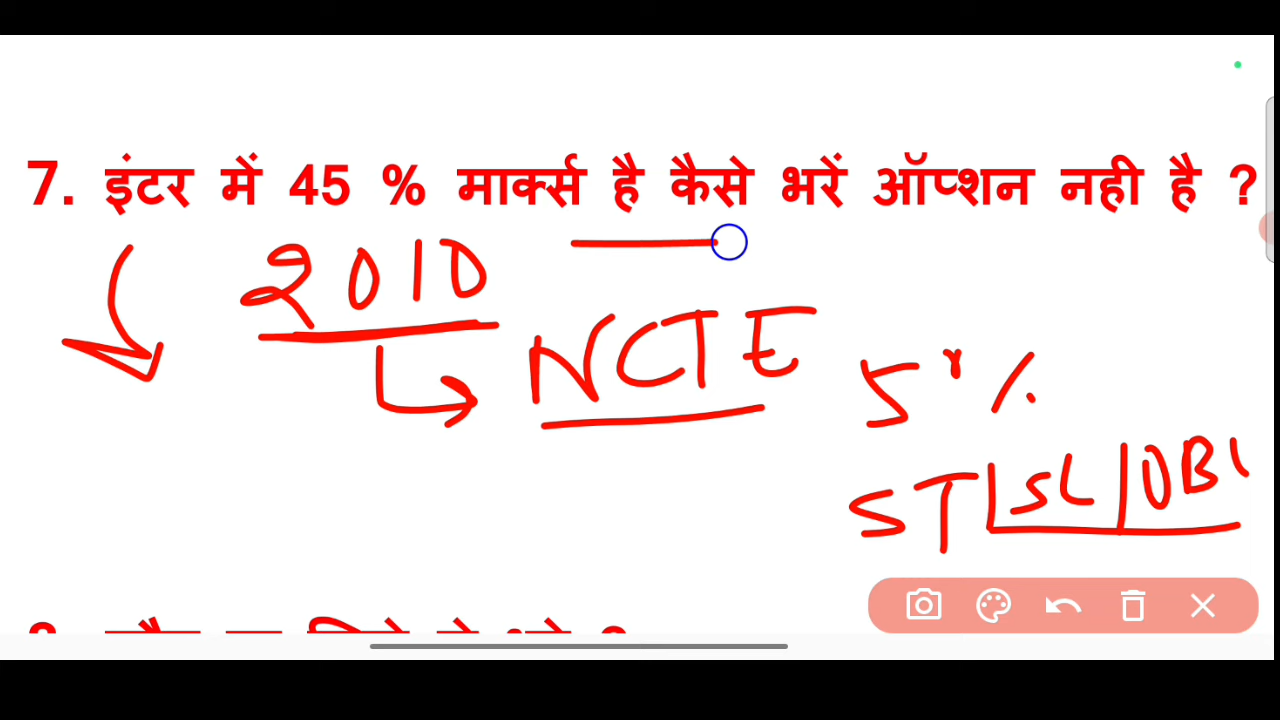 7. इंटर में 45 % मार्क्स है कैसे भरें ऑप्शन नही है ?
2010
NCTE
5 %
ST | SC | OBC